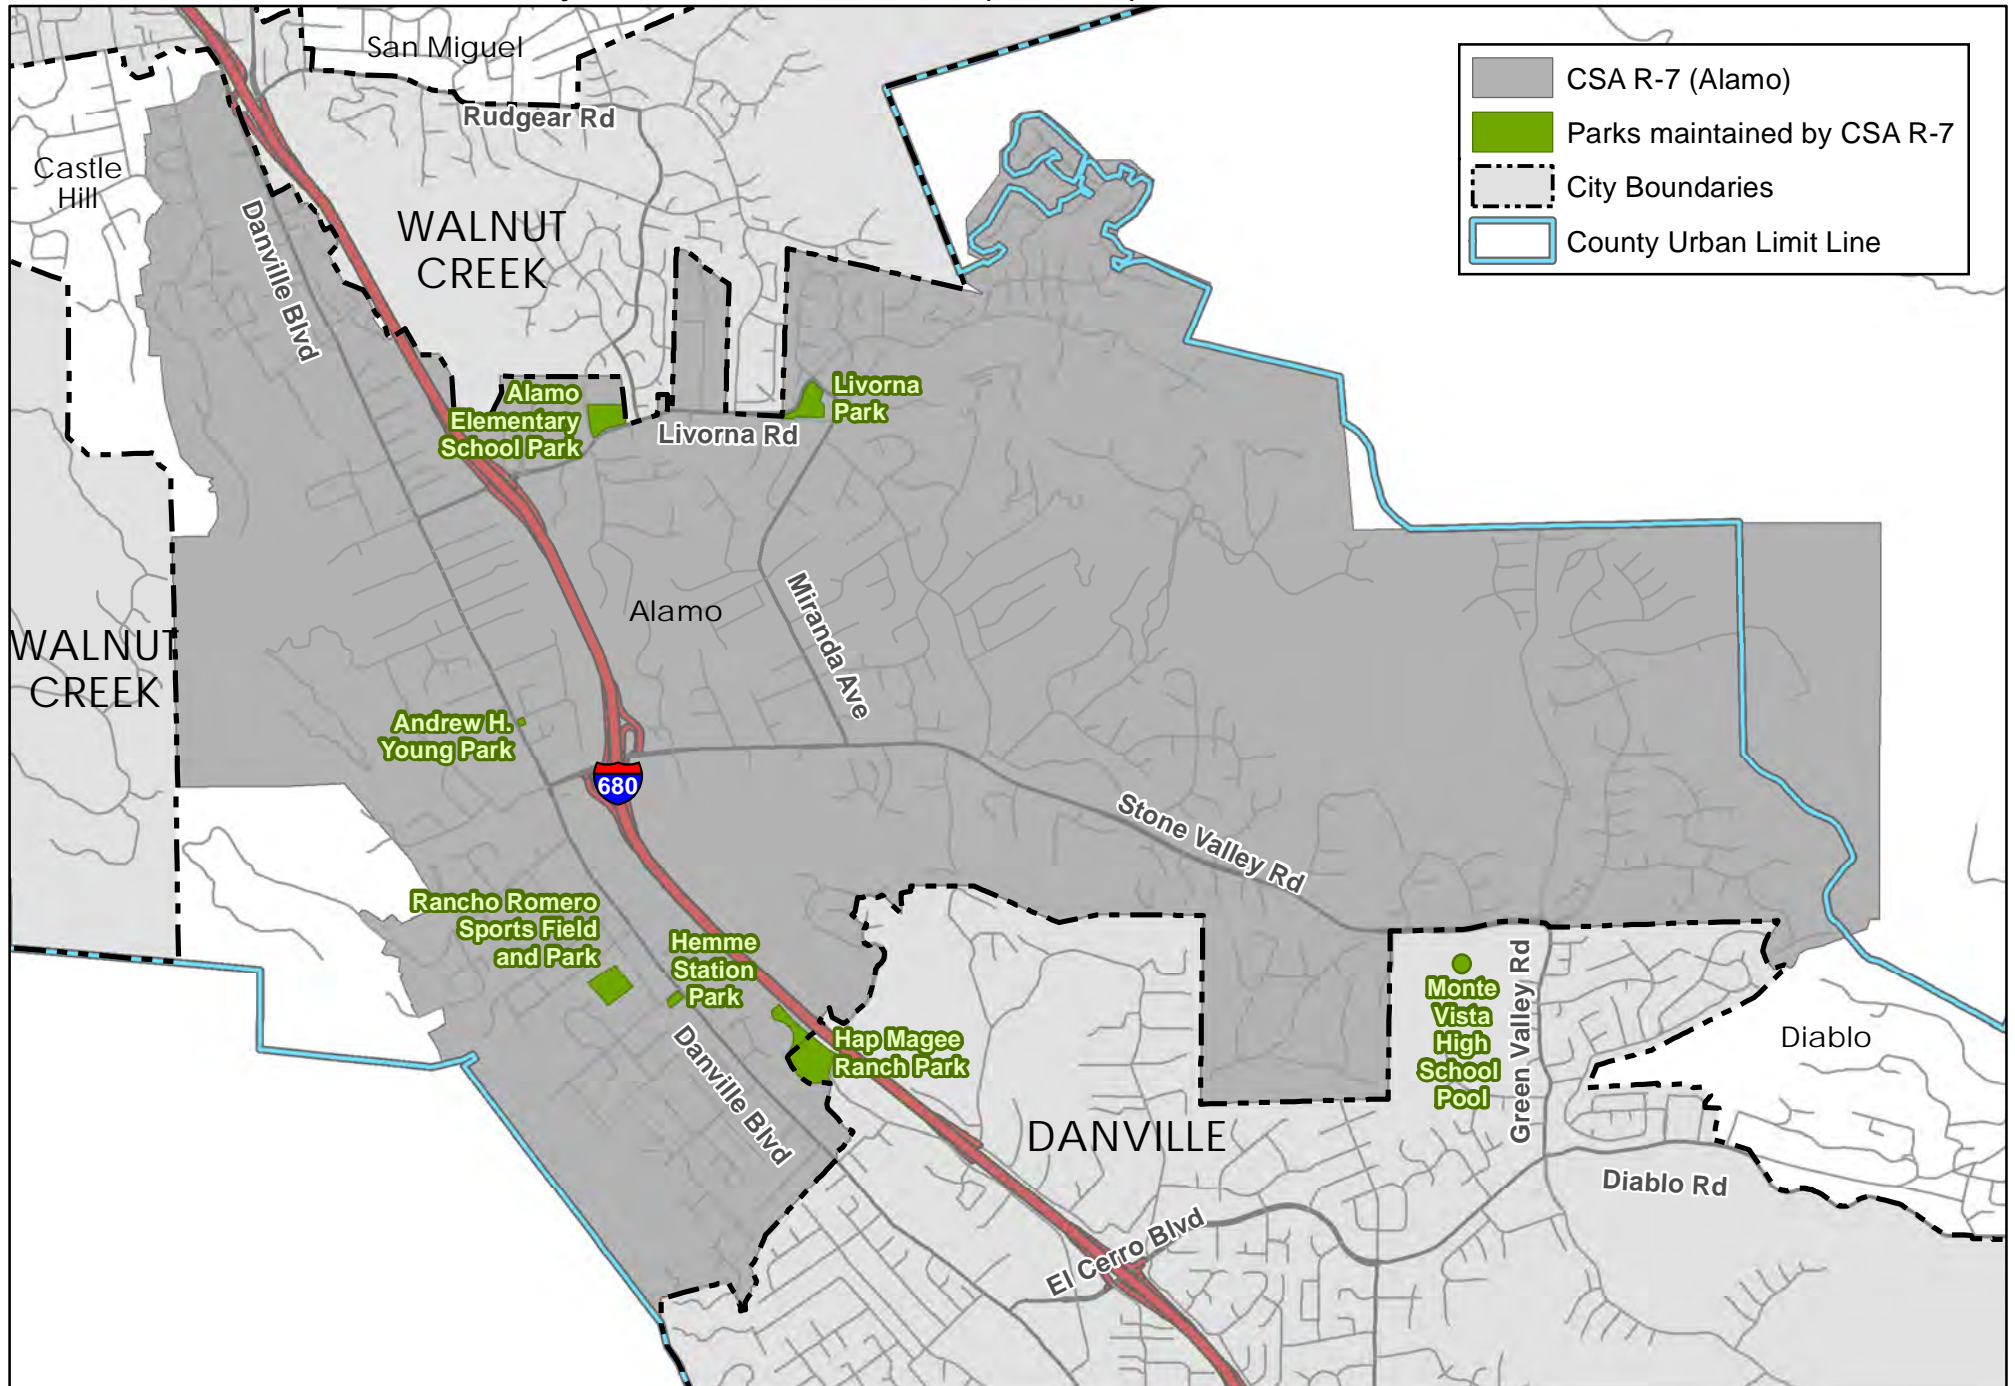 San Miguel
Rudgear Rd
Castle
Hill
WALNUT
CREEK
Danville Blvd
CSA R-7 (Alamo)
Parks maintained by CSA R-7
City Boundaries
County Urban Limit Line
Alamo
Elementary
School Park
Livorna
Park
Livorna Rd
Alamo
Miranda Ave
WALNUT
CREEK
Andrew H.
Young Park
680
Stone Valley Rd
Rancho Romero
Sports Field
and Park
Hemme
Station
Park
Hap Magee
Ranch Park
Danville Blvd
Monte
Vista
High
School
Pool
Green Valley Rd
Diablo
DANVILLE
Diablo Rd
El Cerro Blvd